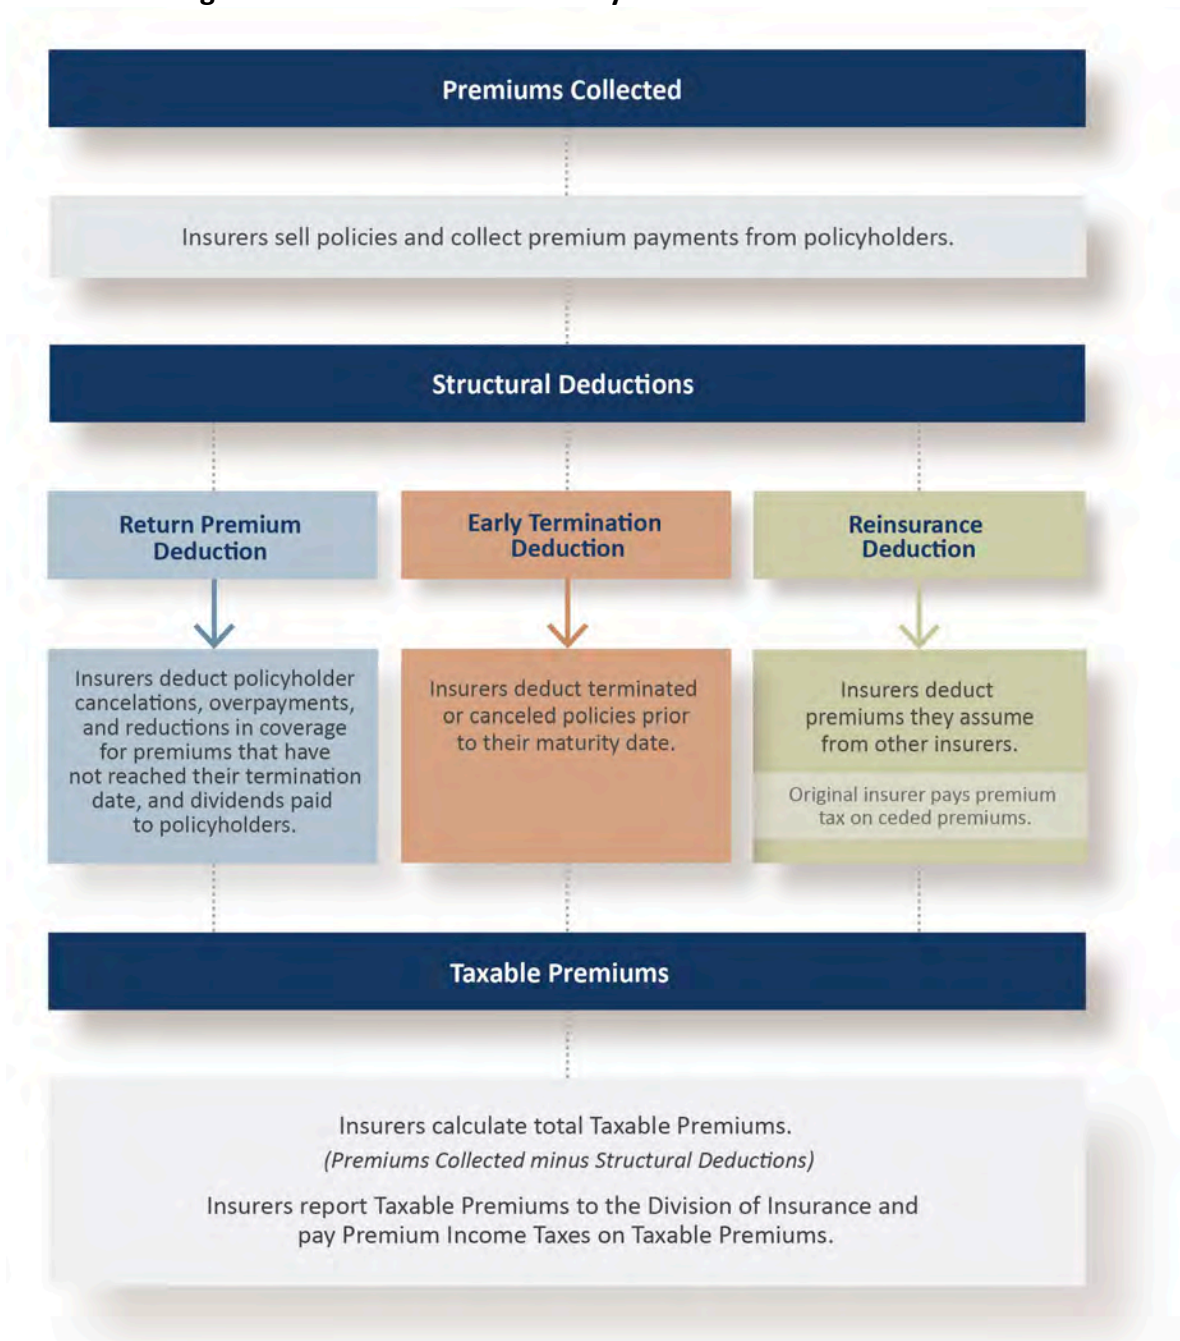 Premiums Collected
Insurers sell policies and collect premium payments from policyholders.
Structural Deductions
Return Premium
Deduction
Insurers deduct policyholder
cancelations, overpayments,
and reductions in coverage
for premiums that have
not reached their termination
date, and dividends paid
to policyholders.
Early Termination
Deduction
Insurers deduct terminated
or canceled policies prior
to their maturity date.
Reinsurance
Deduction
Insurers deduct
premiums they assume
from other insurers.
Original insurer pays premium
tax on ceded premiums.
Taxable Premiums
Insurers calculate total Taxable Premiums.
(Premiums Collected minus Structural Deductions)
Insurers report Taxable Premiums to the Division of Insurance and
pay Premium Income Taxes on Taxable Premiums.